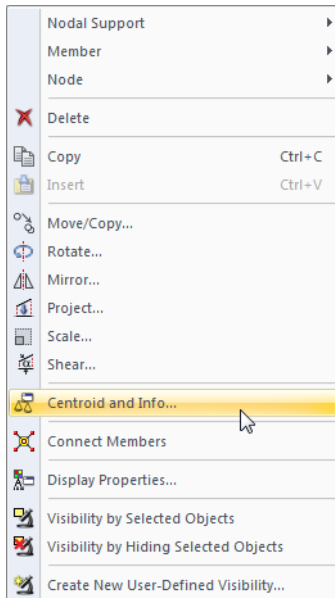 Nodal Support
Member
Node
Delete
Copy Ctrl+C
Insert Ctrl+V
Move/Copy...
Rotate...
Mirror...
Project...
Scale...
Shear...
Centroid and Info...
Connect Members
Display Properties...
Visibility by Selected Objects
Visibility by Hiding Selected Objects
Create New User-Defined Visibility...